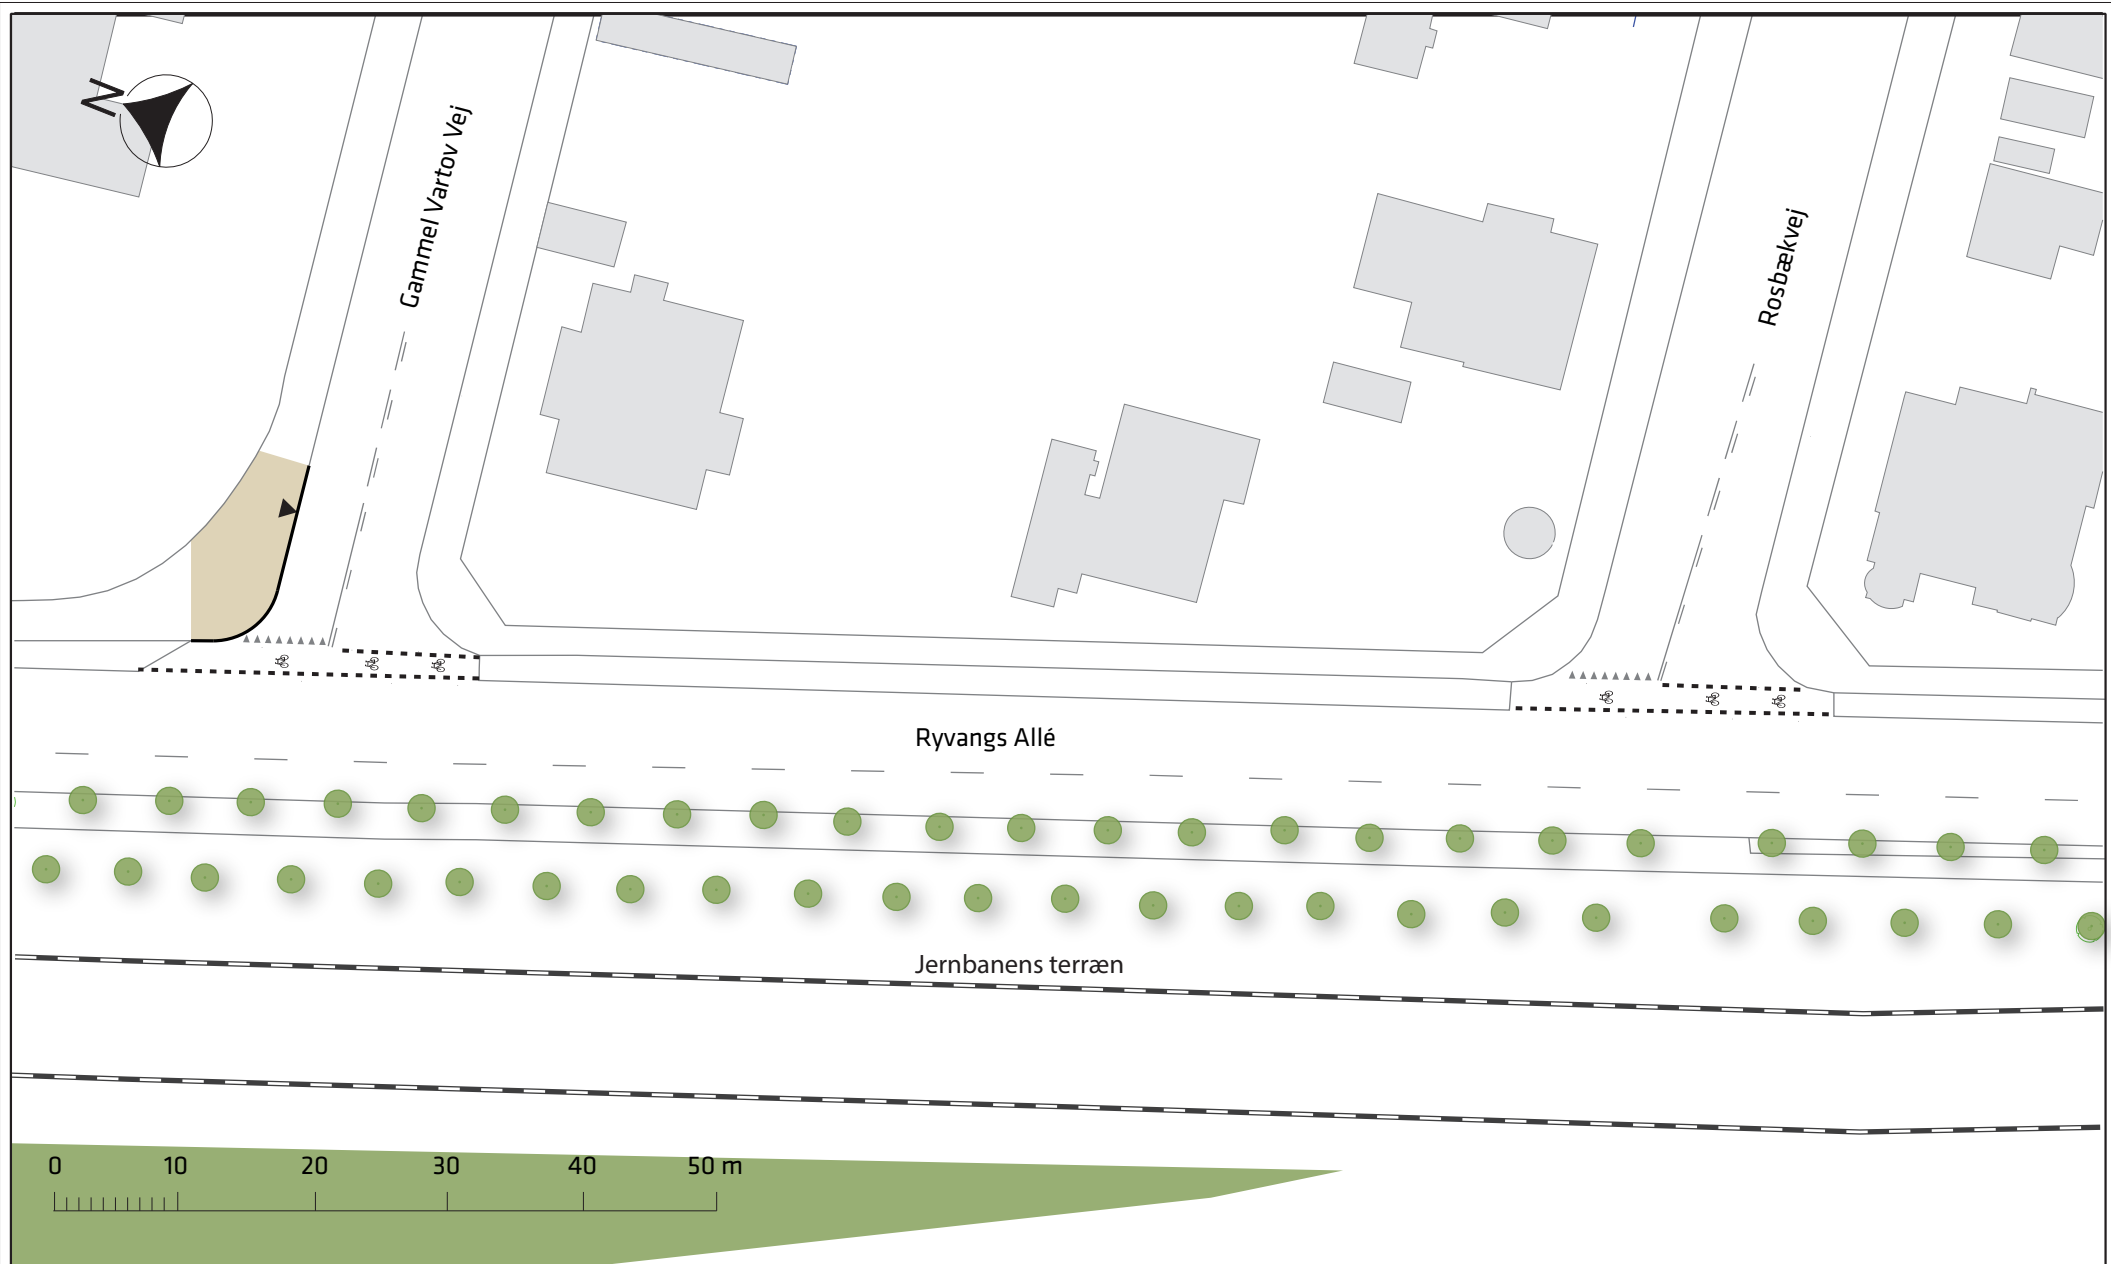 N
Gammel Vartov Vej
Rosbækvej
Ryvangs Allé
Jernbanens terræn
0 10 20 30 40 50 m